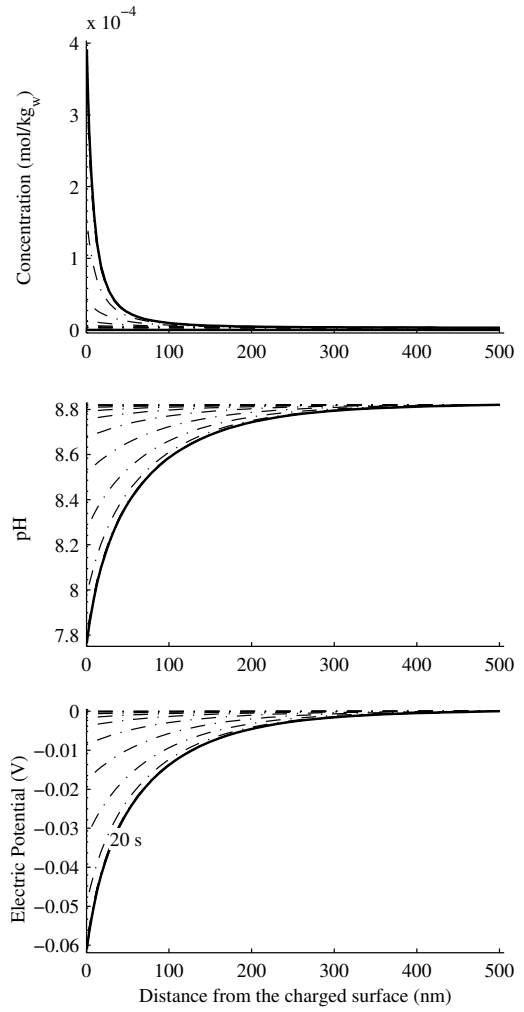 x 10⁻⁴
4
3
2
1
0
Concentration (mol/kg_w)
0 100 200 300 400 500
8.8
8.6
8.4
8.2
8
7.8
pH
0 100 200 300 400 500
0
−0.01
−0.02
−0.03
−0.04
−0.05
−0.06
Electric Potential (V)
20 s
0 100 200 300 400 500
Distance from the charged surface (nm)